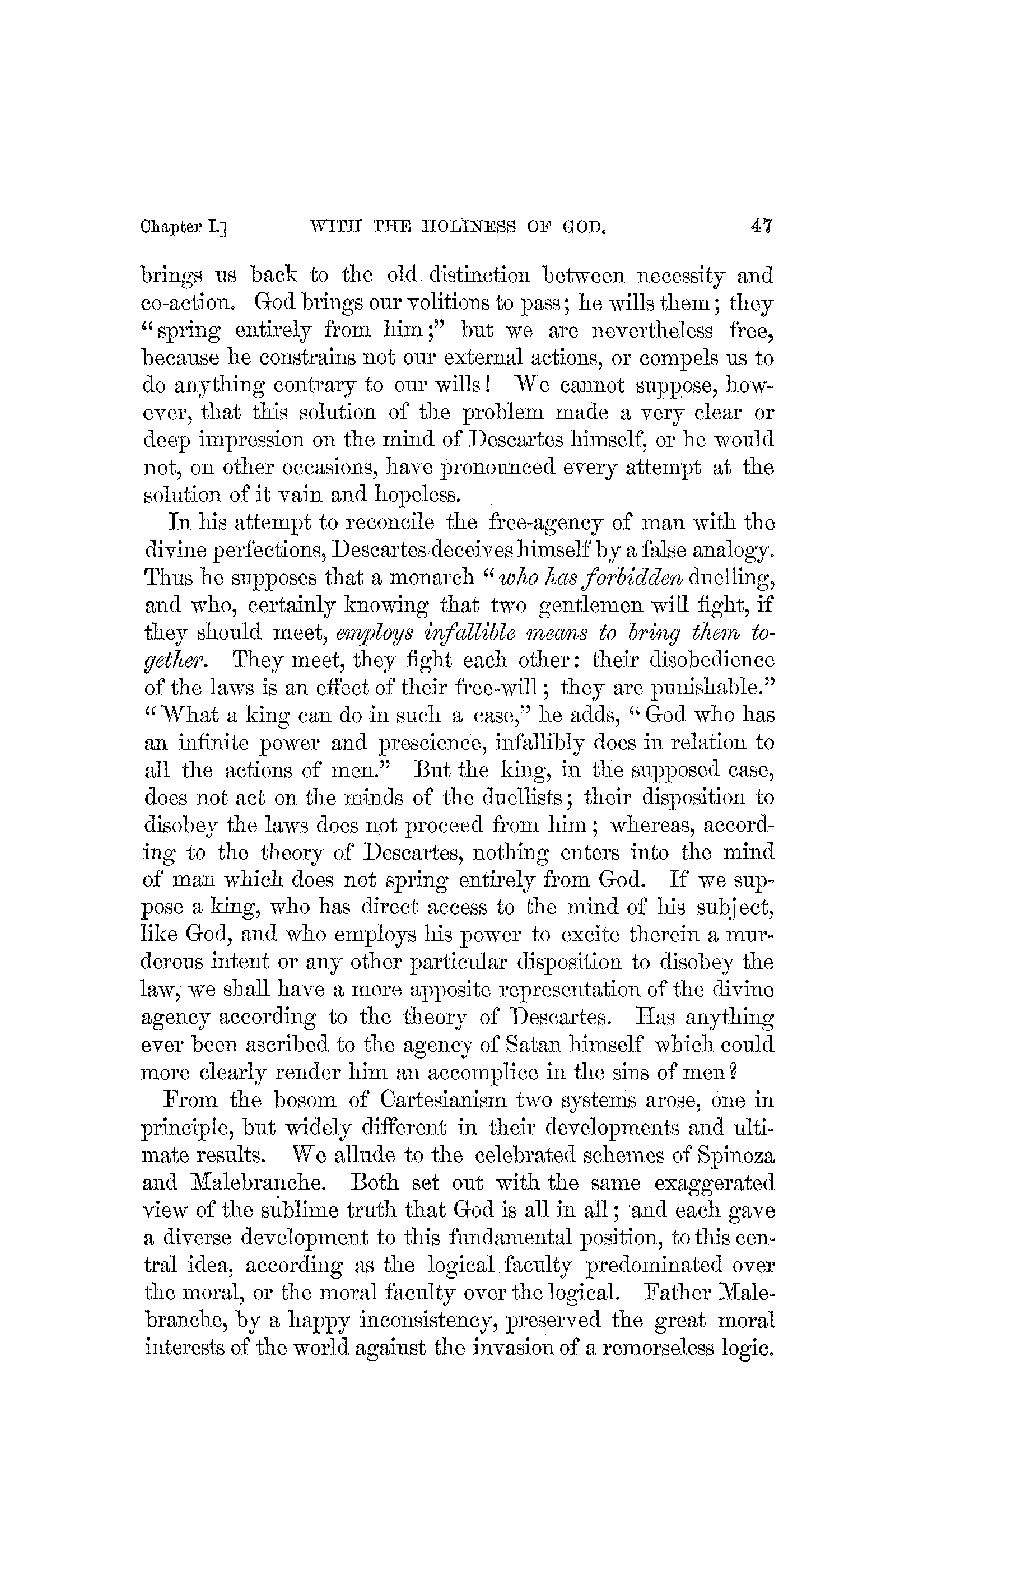 Chapter I.] WITH THE HOLINESS OF GOD. 47
brings us back to the old distinction between necessity and
co-action. God brings our volitions to pass; he wills them; they
“spring entirely from him;” but we are nevertheless free,
because he constrains not our external actions, or compels us to
do anything contrary to our wills! We cannot suppose, how-
ever, that this solution of the problem made a very clear or
deep impression on the mind of Descartes himself, or he would
not, on other occasions, have pronounced every attempt at the
solution of it vain and hopeless.
In his attempt to reconcile the free-agency of man with the
divine perfections, Descartes deceives himself by a false analogy.
Thus he supposes that a monarch “who has forbidden duelling,
and who, certainly knowing that two gentlemen will fight, if
they should meet, employs infallible means to bring them to-
gether. They meet, they fight each other: their disobedience
of the laws is an effect of their free-will; they are punishable.”
“What a king can do in such a case,” he adds, “God who has
an infinite power and prescience, infallibly does in relation to
all the actions of men.” But the king, in the supposed case,
does not act on the minds of the duellists; their disposition to
disobey the laws does not proceed from him; whereas, accord-
ing to the theory of Descartes, nothing enters into the mind
of man which does not spring entirely from God. If we sup-
pose a king, who has direct access to the mind of his subject,
like God, and who employs his power to excite therein a mur-
derous intent or any other particular disposition to disobey the
law, we shall have a more apposite representation of the divine
agency according to the theory of Descartes. Has anything
ever been ascribed to the agency of Satan himself which could
more clearly render him an accomplice in the sins of men?
From the bosom of Cartesianism two systems arose, one in
principle, but widely different in their developments and ulti-
mate results. We allude to the celebrated schemes of Spinoza
and Malebranche. Both set out with the same exaggerated
view of the sublime truth that God is all in all; and each gave
a diverse development to this fundamental position, to this cen-
tral idea, according as the logical faculty predominated over
the moral, or the moral faculty over the logical. Father Male-
branche, by a happy inconsistency, preserved the great moral
interests of the world against the invasion of a remorseless logic.